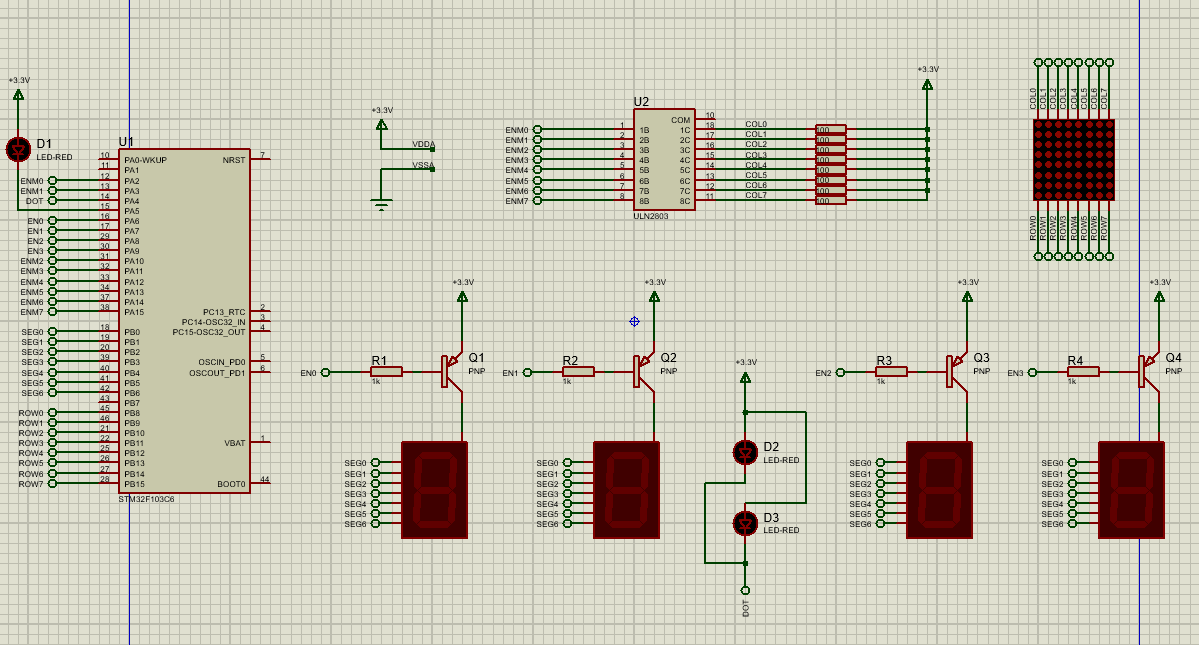 +3.3V
D1
LED-RED
U1
10 PA0-WKUP NRST 7
11 PA1
ENM0 12 PA2
ENM1 13 PA3
DOT 14 PA4
15 PA5
EN0 16 PA6
EN1 17 PA7
EN2 29 PA8
EN3 30 PA9
ENM2 31 PA10
ENM3 32 PA11
ENM4 33 PA12
ENM5 34 PA13
ENM6 37 PA14
ENM7 38 PA15
PC13_RTC 2
PC14-OSC32_IN 3
PC15-OSC32_OUT 4
SEG0 18 PB0
SEG1 19 PB1
SEG2 20 PB2
SEG3 39 PB3
SEG4 40 PB4
SEG5 41 PB5
SEG6 42 PB6
43 PB7
OSCIN_PD0 5
OSCOUT_PD1 6
ROW0 45 PB8
ROW1 46 PB9
ROW2 21 PB10
ROW3 22 PB11
ROW4 25 PB12
ROW5 26 PB13
ROW6 27 PB14
ROW7 28 PB15
VBAT 1
BOOT0 44
STM32F103C6
+3.3V
VDDA
VSSA
U2
COM 10
ENM0 1 1B 1C 18 COL0 100
ENM1 2 2B 2C 17 COL1 100
ENM2 3 3B 3C 16 COL2 100
ENM3 4 4B 4C 15 COL3 100
ENM4 5 5B 5C 14 COL4 100
ENM5 6 6B 6C 13 COL5 100
ENM6 7 7B 7C 12 COL6 100
ENM7 8 8B 8C 11 COL7 100
ULN2803
+3.3V
COL0
COL1
COL2
COL3
COL4
COL5
COL6
COL7
ROW0
ROW1
ROW2
ROW3
ROW4
ROW5
ROW6
ROW7
+3.3V
EN0
R1
1k
Q1
PNP
SEG0
SEG1
SEG2
SEG3
SEG4
SEG5
SEG6
+3.3V
EN1
R2
1k
Q2
PNP
SEG0
SEG1
SEG2
SEG3
SEG4
SEG5
SEG6
+3.3V
D2
LED-RED
D3
LED-RED
DOT
+3.3V
EN2
R3
1k
Q3
PNP
SEG0
SEG1
SEG2
SEG3
SEG4
SEG5
SEG6
+3.3V
EN3
R4
1k
Q4
PNP
SEG0
SEG1
SEG2
SEG3
SEG4
SEG5
SEG6